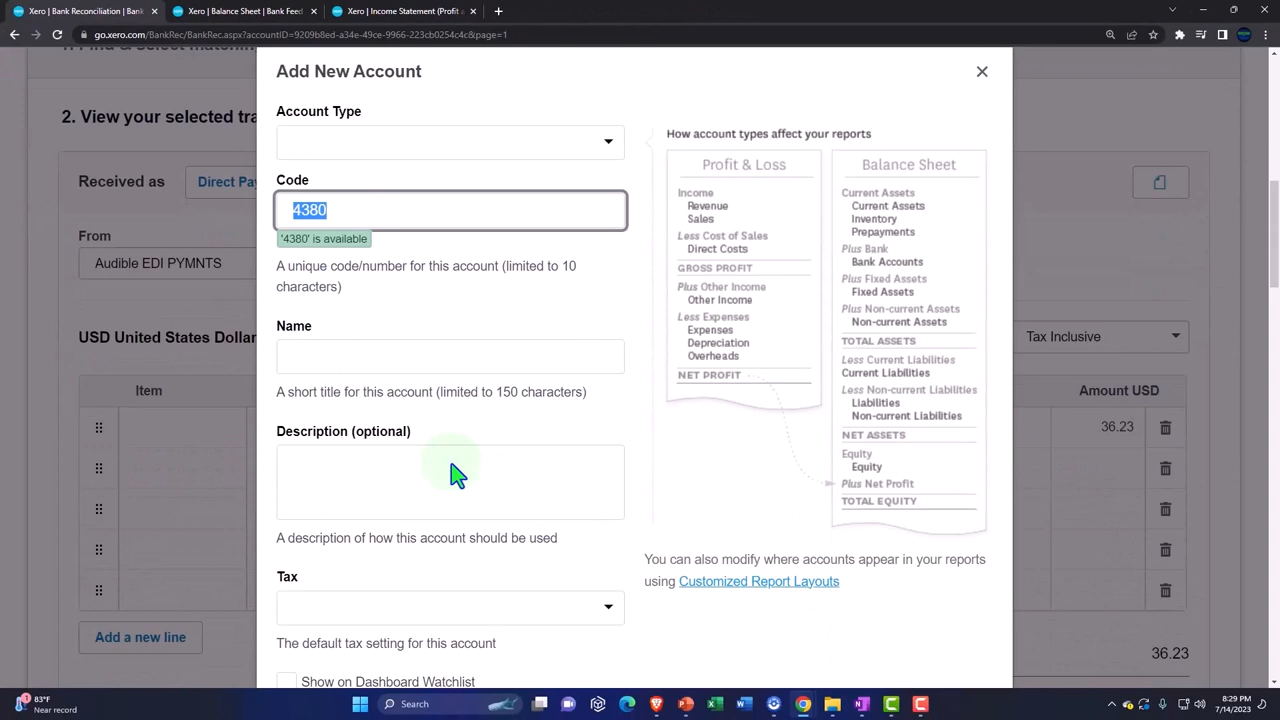 Xero | Bank Reconciliation | Bank
Xero | Balance Sheet | Bank Feed
Xero | Income Statement (Profit a
go.xero.com/BankRec/BankRec.aspx?accountID=9208b8ed-a34e-49ce-9966-223cb0254c4c&page=1
1. Find & Select matching
2. View your selected tra
Received as
Direct Pay
From
Audible EDI PYMNTS
USD United States Dollar
Tax Inclusive
Item
Amount USD
36.23
Add a new line
36.23
Add New Account
Account Type
Code
4380
'4380' is available
A unique code/number for this account (limited to 10
characters)
Name
A short title for this account (limited to 150 characters)
Description (optional)
A description of how this account should be used
Tax
The default tax setting for this account
Show on Dashboard Watchlist
How account types affect your reports
Profit & Loss
Income
Revenue
Sales
Less Cost of Sales
Direct Costs
GROSS PROFIT
Plus Other Income
Other Income
Less Expenses
Expenses
Depreciation
Overheads
NET PROFIT
Balance Sheet
Current Assets
Current Assets
Inventory
Prepayments
Plus Bank
Bank Accounts
Plus Fixed Assets
Fixed Assets
Plus Non-current Assets
Non-current Assets
TOTAL ASSETS
Less Current Liabilities
Current Liabilities
Less Non-current Liabilities
Liabilities
Non-current Liabilities
NET ASSETS
Equity
Equity
Plus Net Profit
TOTAL EQUITY
You can also modify where accounts appear in your reports
using Customized Report Layouts
1
83°F
Near record
Search
8:29 PM
7/14/2023